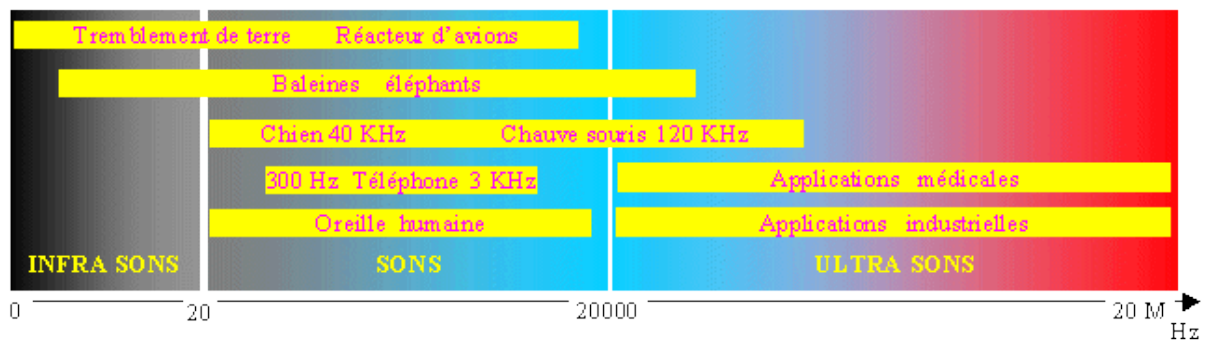 Tremblement de terre Réacteur d'avions
Baleines éléphants
Chien 40 KHz Chauve souris 120 KHz
300 Hz Téléphone 3 KHz Applications médicales
Oreille humaine Applications industrielles
INFRA SONS SONS ULTRA SONS
0 20 20000 20 M
Hz